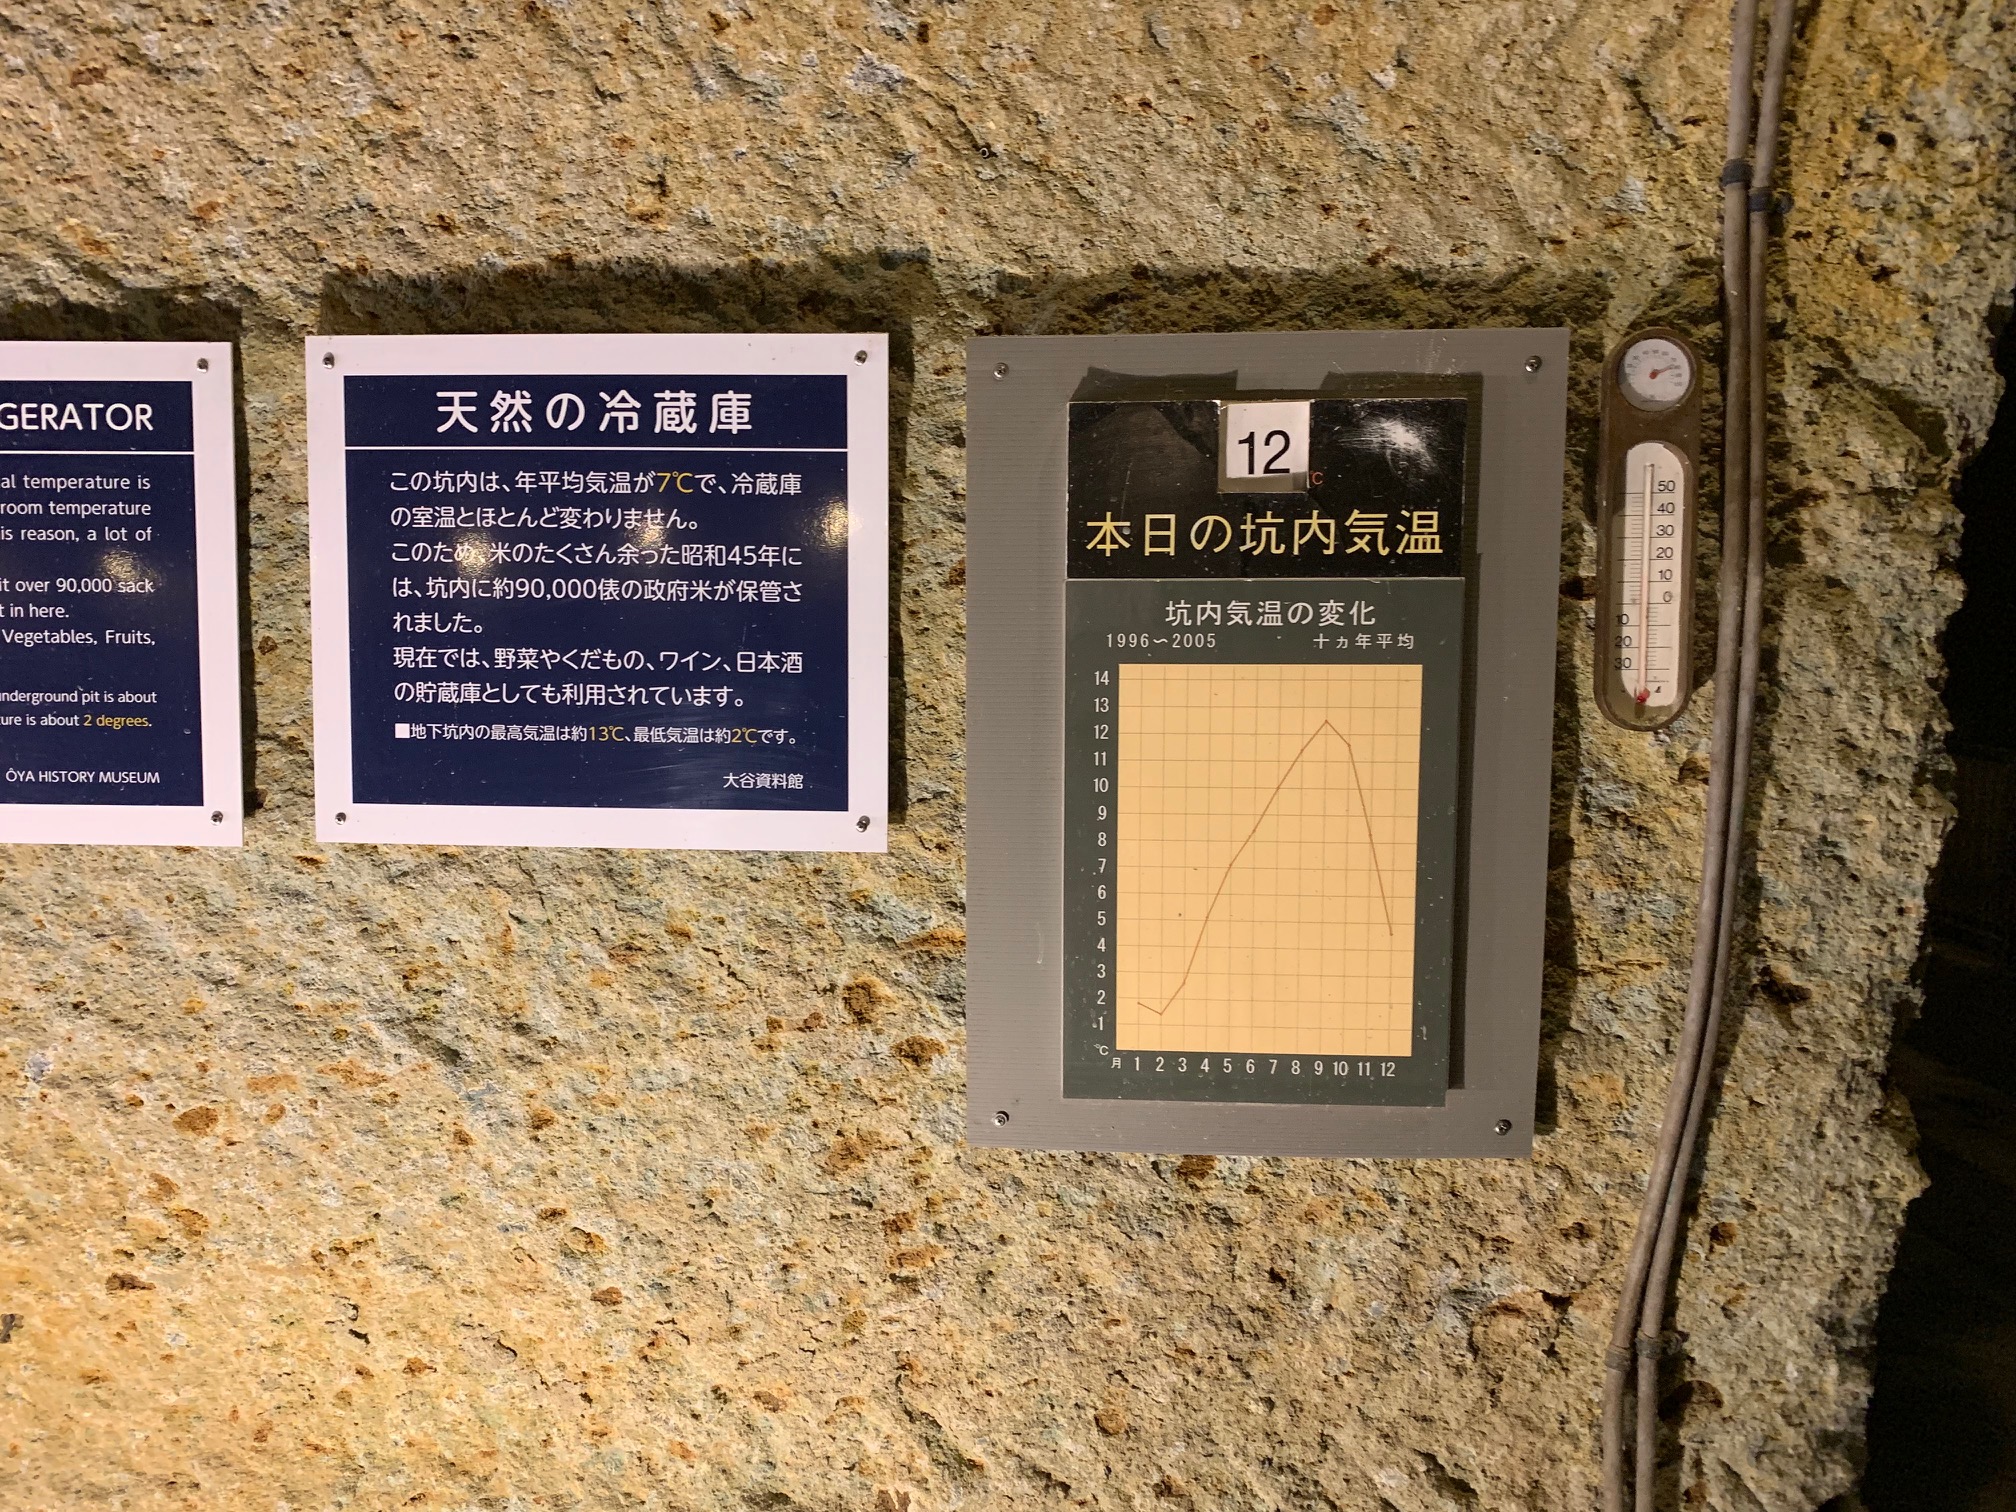 GERATOR
al temperature is
room temperature
is reason, a lot of
it over 90,000 sack
t in here.
Vegetables, Fruits,
underground pit is about
ure is about 2 degrees.
ÔYA HISTORY MUSEUM
天然の冷蔵庫
この坑内は、年平均気温が7℃で、冷蔵庫
の室温とほとんど変わりません。
このため、米のたくさん余った昭和45年に
は、坑内に約90,000俵の政府米が保管さ
れました。
現在では、野菜やくだもの、ワイン、日本酒
の貯蔵庫としても利用されています。
■地下坑内の最高気温は約13℃、最低気温は約2℃です。
大谷資料館
12
℃
本日の坑内気温
坑内気温の変化
1996〜2005 十ヵ年平均
14
13
12
11
10
9
8
7
6
5
4
3
2
1
℃
月 1 2 3 4 5 6 7 8 9 10 11 12
50
40
30
20
10
0
10
20
30